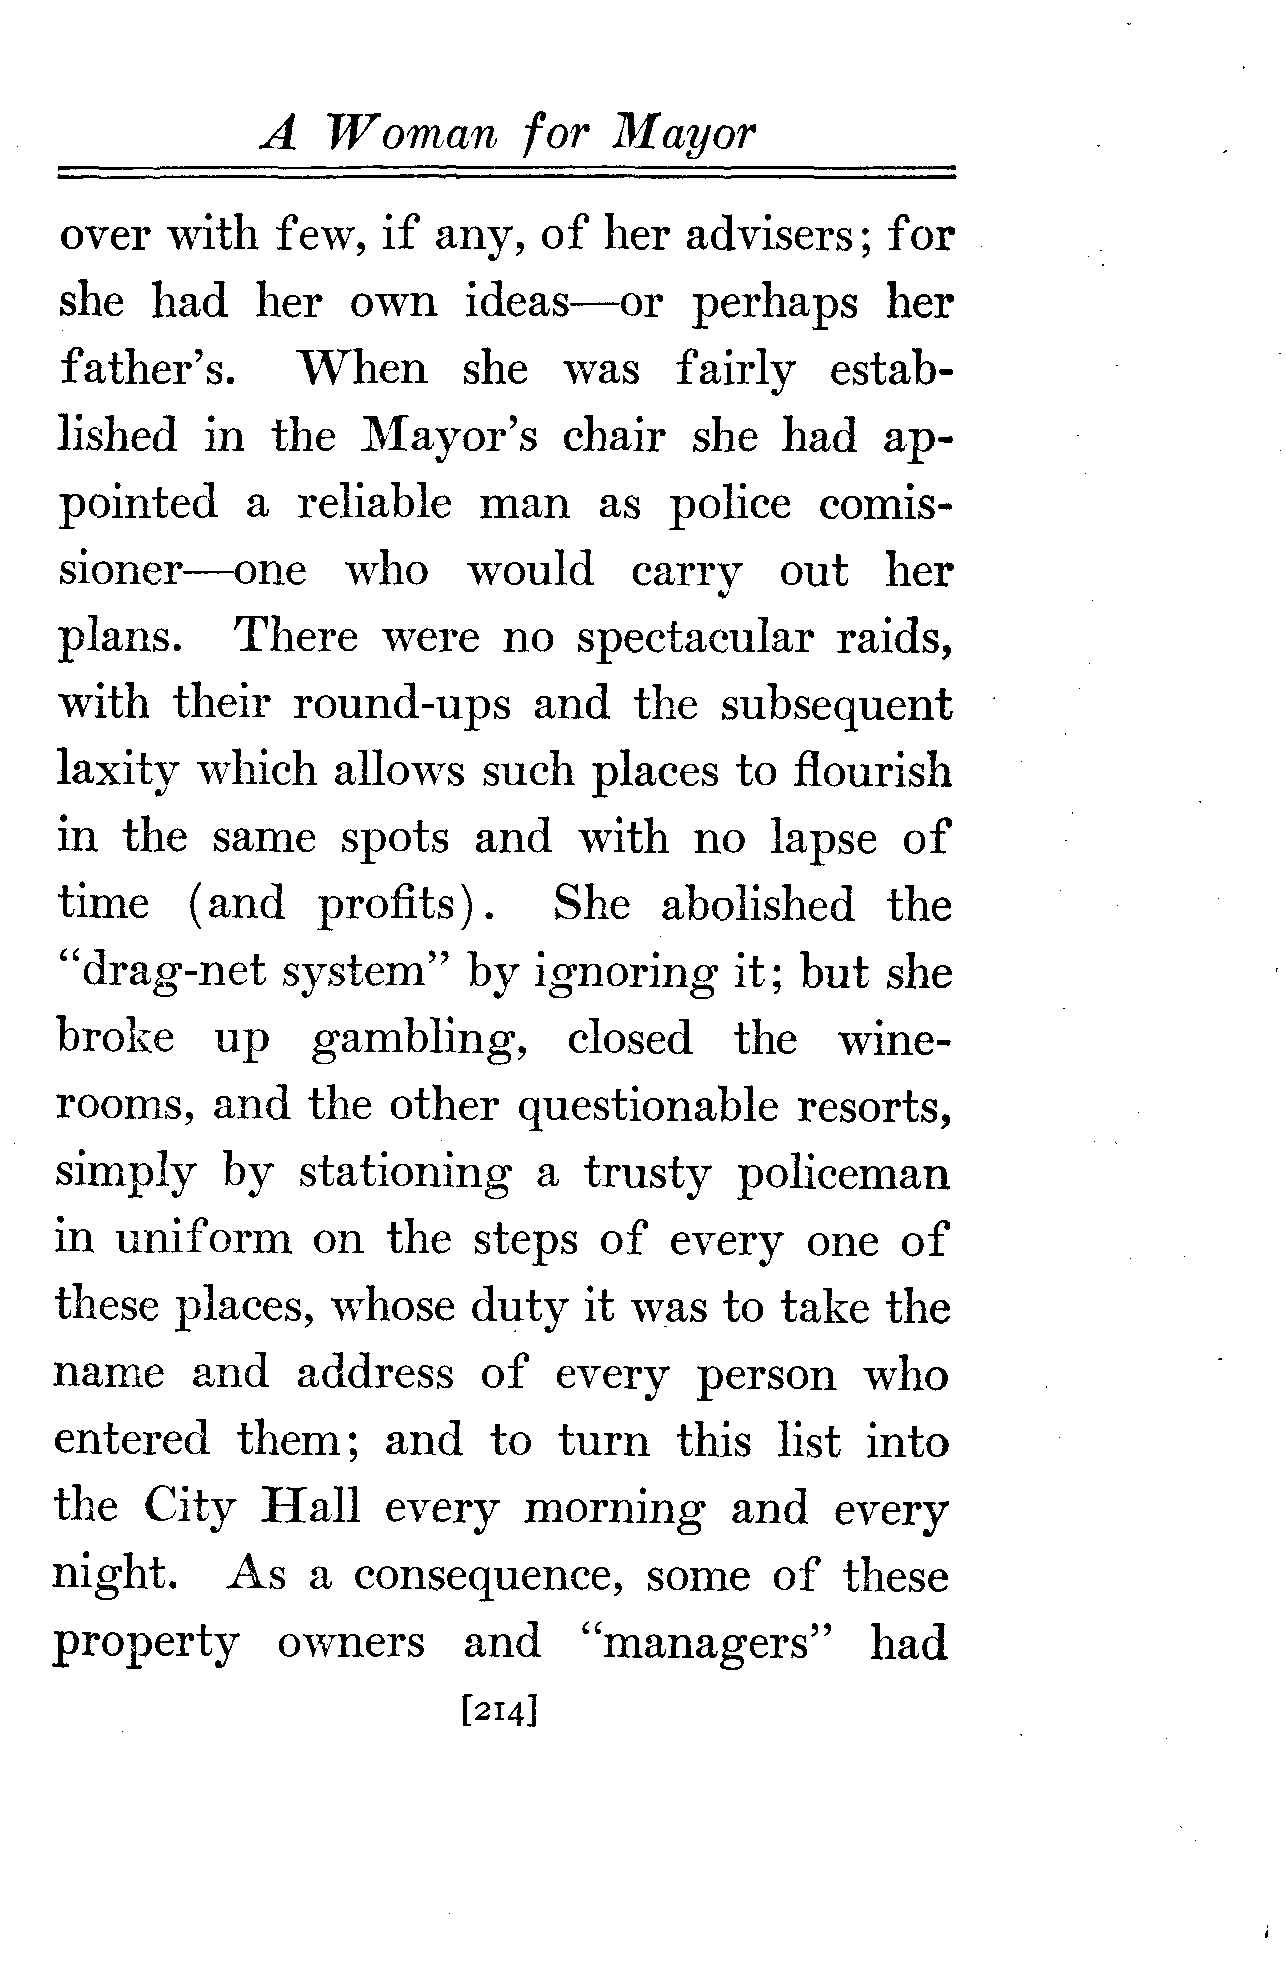 A Woman for Mayor
over with few, if any, of her advisers; for
she had her own ideas—or perhaps her
father's. When she was fairly estab-
lished in the Mayor's chair she had ap-
pointed a reliable man as police comis-
sioner—one who would carry out her
plans. There were no spectacular raids,
with their round-ups and the subsequent
laxity which allows such places to flourish
in the same spots and with no lapse of
time (and profits). She abolished the
“drag-net system” by ignoring it; but she
broke up gambling, closed the wine-
rooms, and the other questionable resorts,
simply by stationing a trusty policeman
in uniform on the steps of every one of
these places, whose duty it was to take the
name and address of every person who
entered them; and to turn this list into
the City Hall every morning and every
night. As a consequence, some of these
property owners and “managers” had
[214]